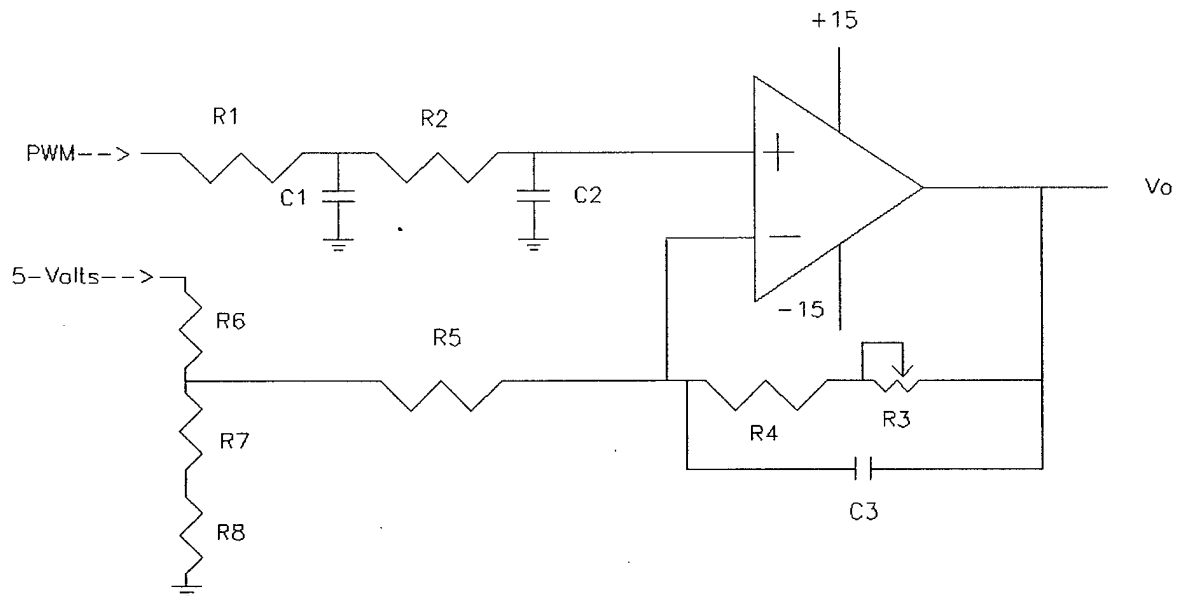 +15
R1
R2
PWM-->
+
C1
C2
Vo
5-Volts-->
-
-15
R6
R5
R4
R3
R7
C3
R8